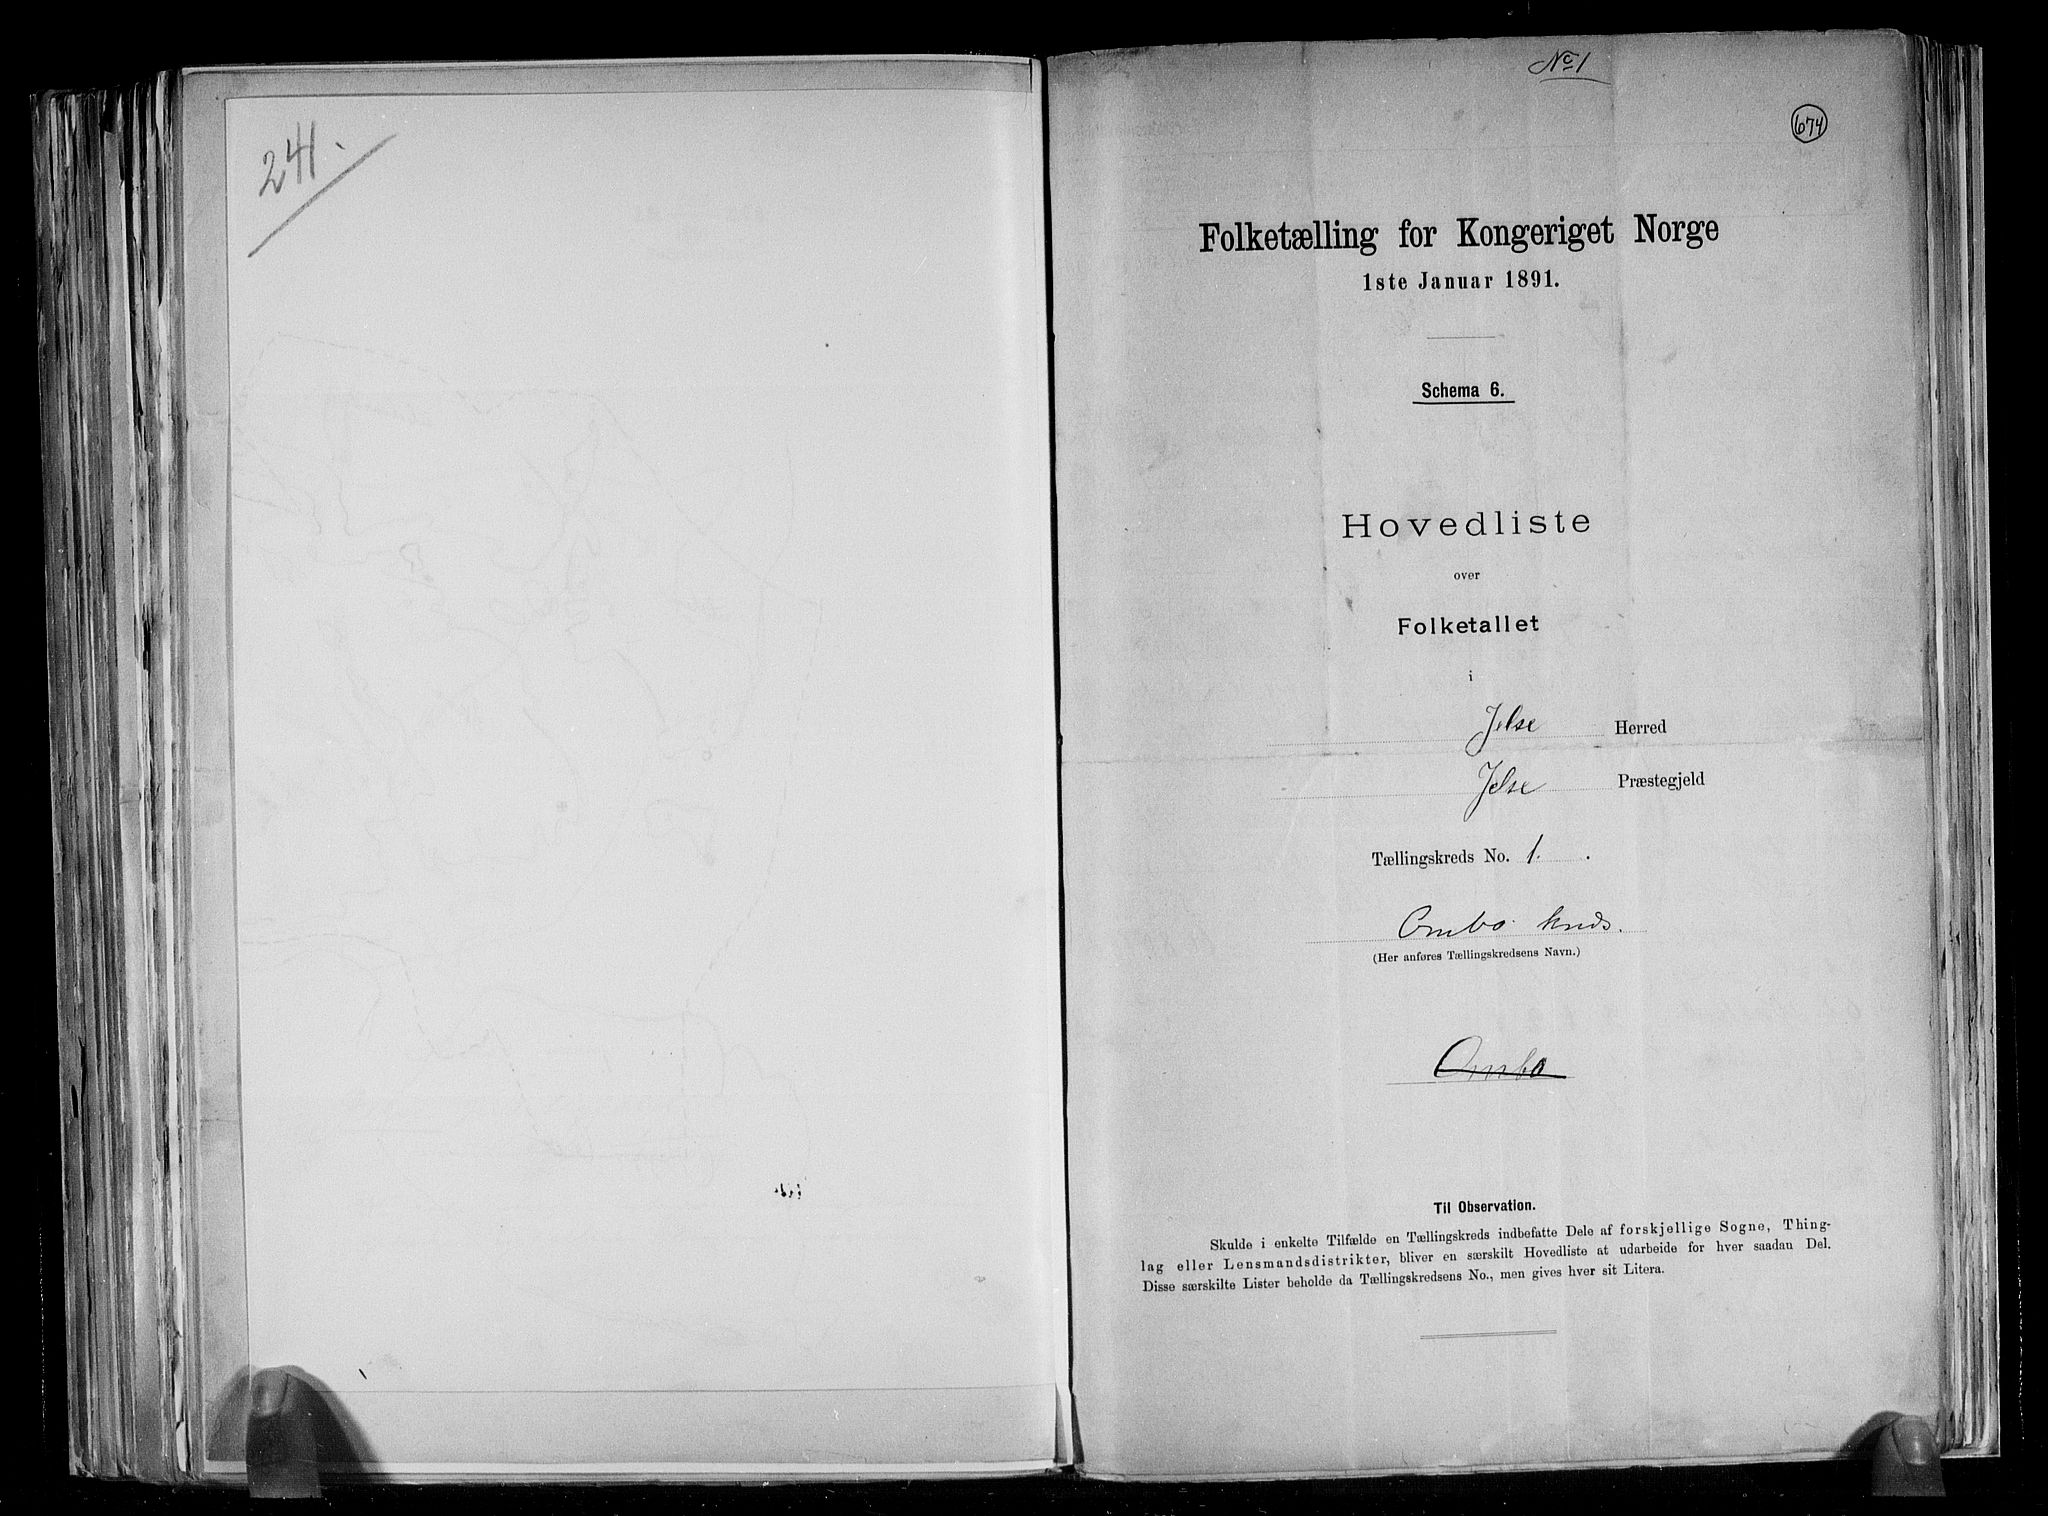 241.
No 1
674
Folketælling for Kongeriget Norge
1ste Januar 1891.
Schema 6.
Hovedliste
over
Folketallet
i
Jelse Herred
Jelse Præstegjeld
Tællingskreds No. 1.
Ombo kreds.
(Her anføres Tællingskredsens Navn.)
Ombo
Til Observation.
Skulde i enkelte Tilfælde en Tællingskreds indbefatte Dele af forskjellige Sogne, Thing-
lag eller Lensmandsdistrikter, bliver en særskilt Hovedliste at udarbeide for hver saadan Del.
Disse særskilte Lister beholde da Tællingskredsens No., men gives hver sit Litera.